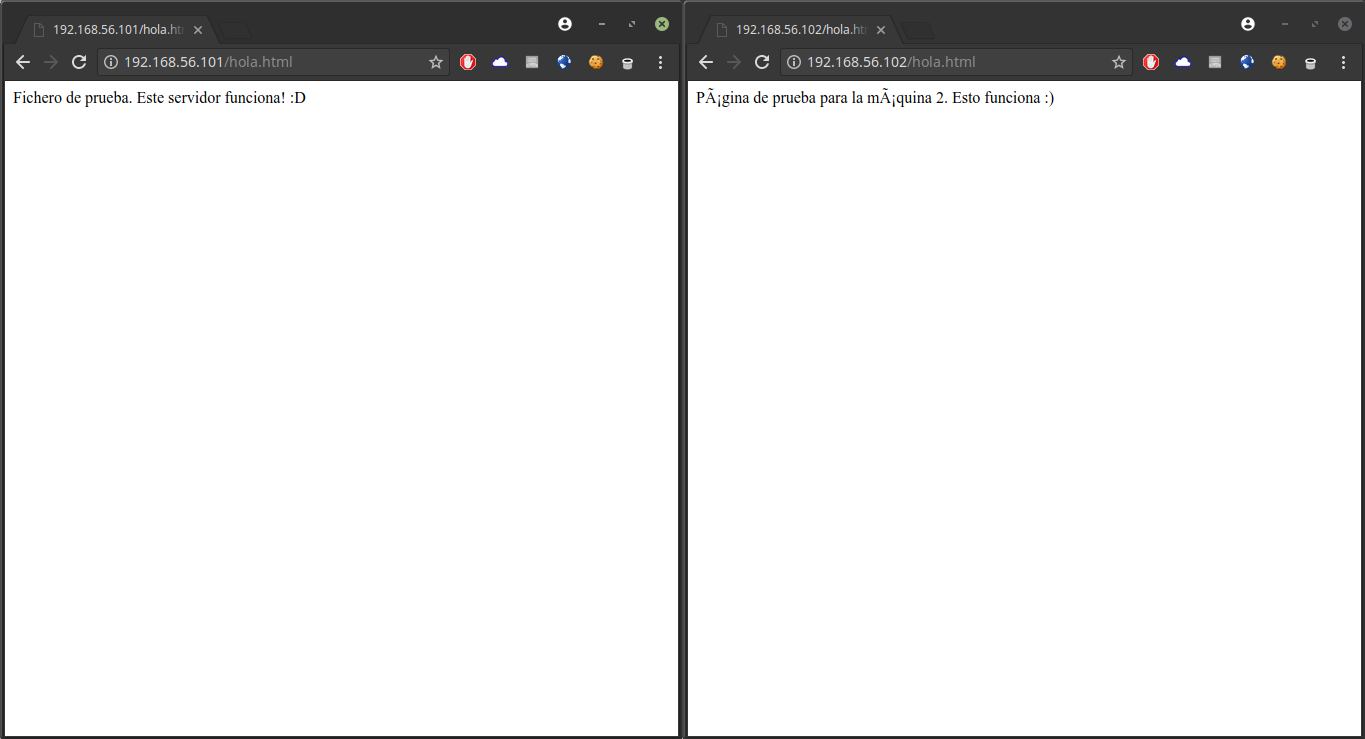 192.168.56.101/hola.ht
192.168.56.101/hola.html
Fichero de prueba. Este servidor funciona! :D
192.168.56.102/hola.ht
192.168.56.102/hola.html
PÃ¡gina de prueba para la mÃ¡quina 2. Esto funciona :)